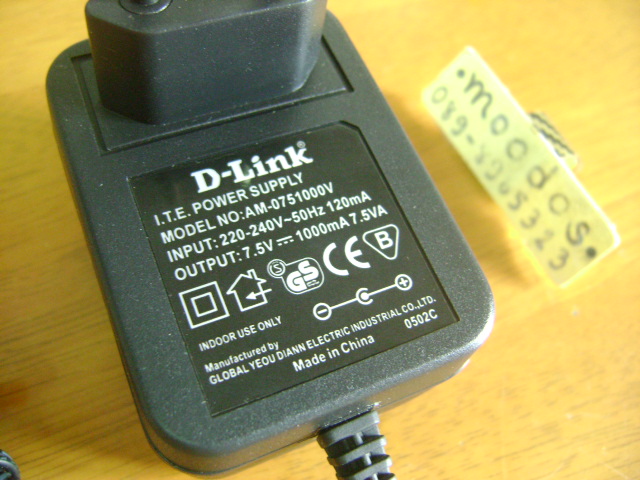 D-Link
I.T.E. POWER SUPPLY
MODEL NO:AM-0751000V
INPUT: 220-240V~50Hz 120mA
OUTPUT: 7.5V ⎓ 1000mA 7.5VA
S GS CE B
INDOOR USE ONLY
Manufactured by
GLOBAL YEOU DIANN ELECTRIC INDUSTRIAL CO.,LTD.
Made in China 0502C
•moodos•